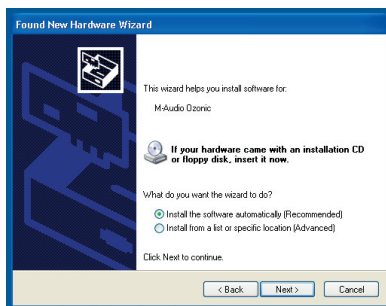 Found New Hardware Wizard
This wizard helps you install software for:
M-Audio Ozonic
If your hardware came with an installation CD
or floppy disk, insert it now.
What do you want the wizard to do?
Install the software automatically (Recommended)
Install from a list or specific location (Advanced)
Click Next to continue.
< Back Next > Cancel